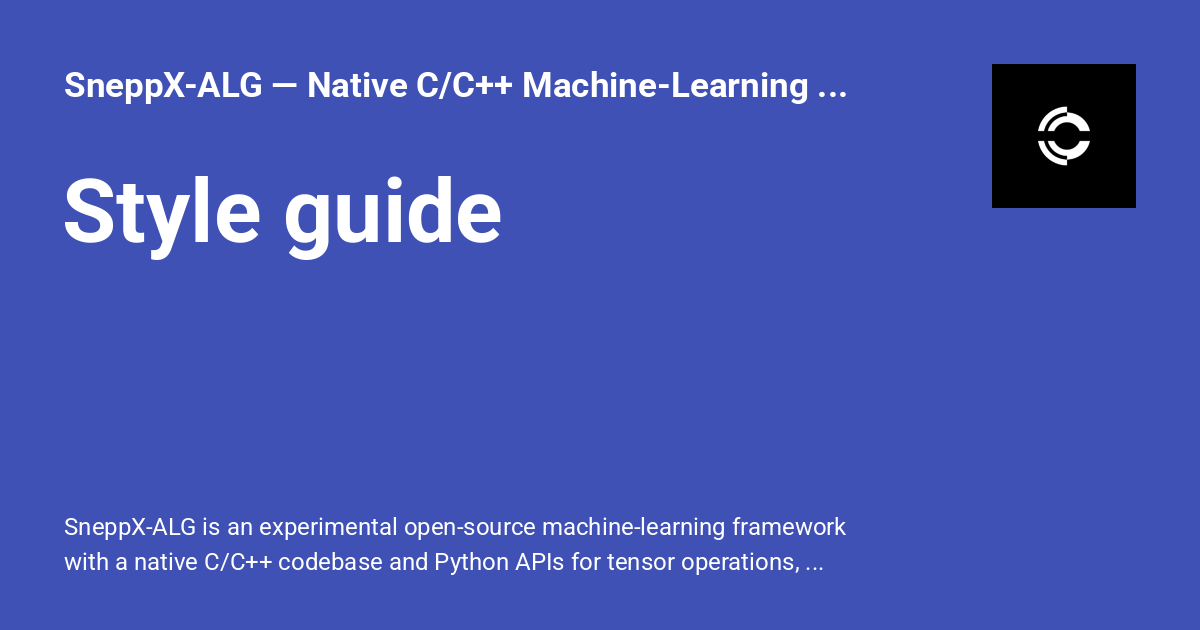 SneppX-ALG — Native C/C++ Machine-Learning ...
Style guide
SneppX-ALG is an experimental open-source machine-learning framework
with a native C/C++ codebase and Python APIs for tensor operations, ...